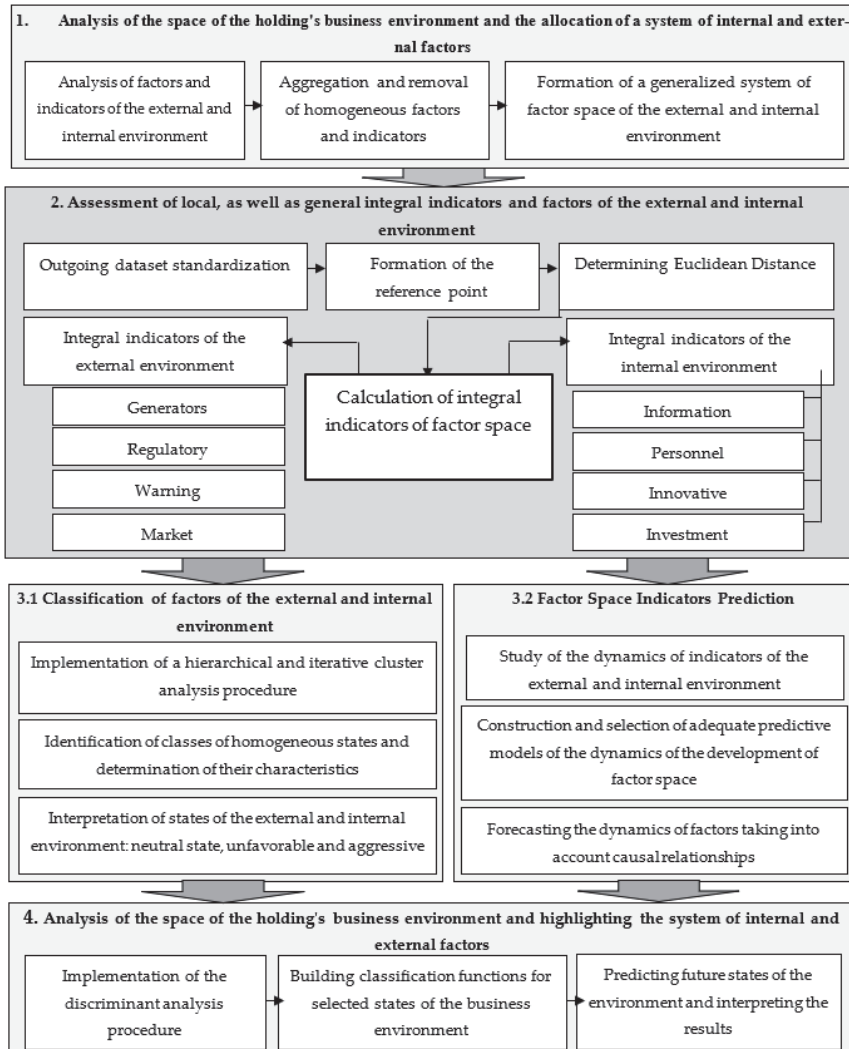 1. Analysis of the space of the holding's business environment and the allocation of a system of internal and exter-
nal factors
Analysis of factors and
indicators of the external and
internal environment
Aggregation and removal
of homogeneous factors
and indicators
Formation of a generalized system of
factor space of the external and internal
environment
2. Assessment of local, as well as general integral indicators and factors of the external and internal
environment
Outgoing dataset standardization
Formation of the
reference point
Determining Euclidean Distance
Integral indicators of the
external environment
Generators
Regulatory
Warning
Market
Calculation of integral
indicators of factor space
Integral indicators of the
internal environment
Information
Personnel
Innovative
Investment
3.1 Classification of factors of the external and internal
environment
Implementation of a hierarchical and iterative cluster
analysis procedure
Identification of classes of homogeneous states and
determination of their characteristics
Interpretation of states of the external and internal
environment: neutral state, unfavorable and aggressive
3.2 Factor Space Indicators Prediction
Study of the dynamics of indicators of the
external and internal environment
Construction and selection of adequate predictive
models of the dynamics of the development of
factor space
Forecasting the dynamics of factors taking into
account causal relationships
4. Analysis of the space of the holding's business environment and highlighting the system of internal and
external factors
Implementation of the
discriminant analysis
procedure
Building classification functions for
selected states of the business
environment
Predicting future states of the
environment and interpreting the
results